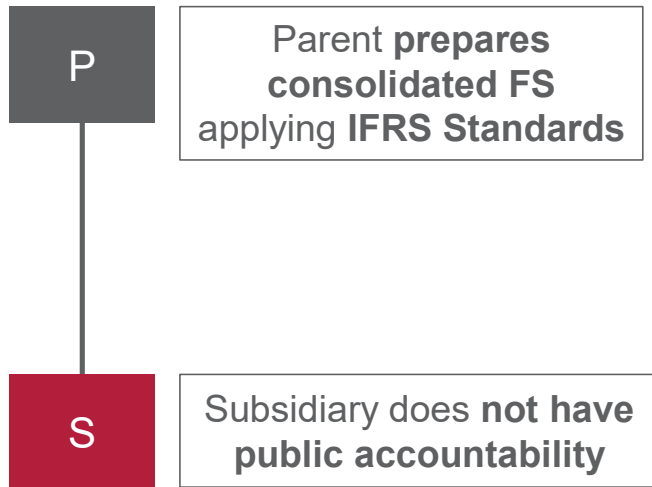 P
Parent prepares
consolidated FS
applying IFRS Standards
S
Subsidiary does not have
public accountability